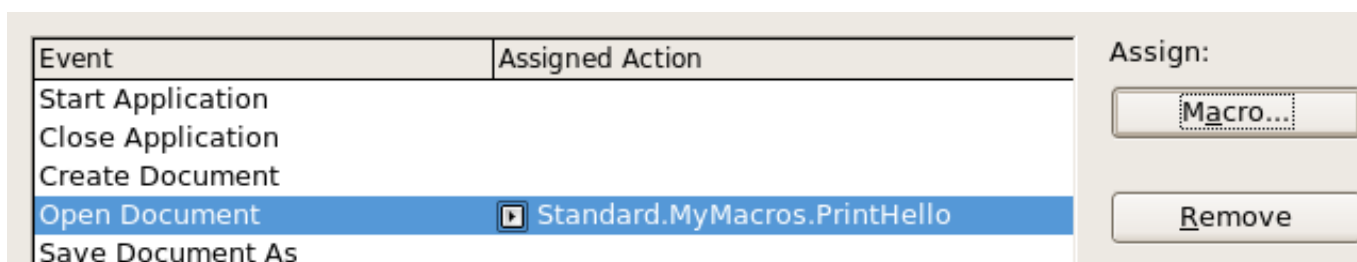 Event Assigned Action
Assign:
Start Application
Macro...
Close Application
Create Document
Open Document Standard.MyMacros.PrintHello
Remove
Save Document As